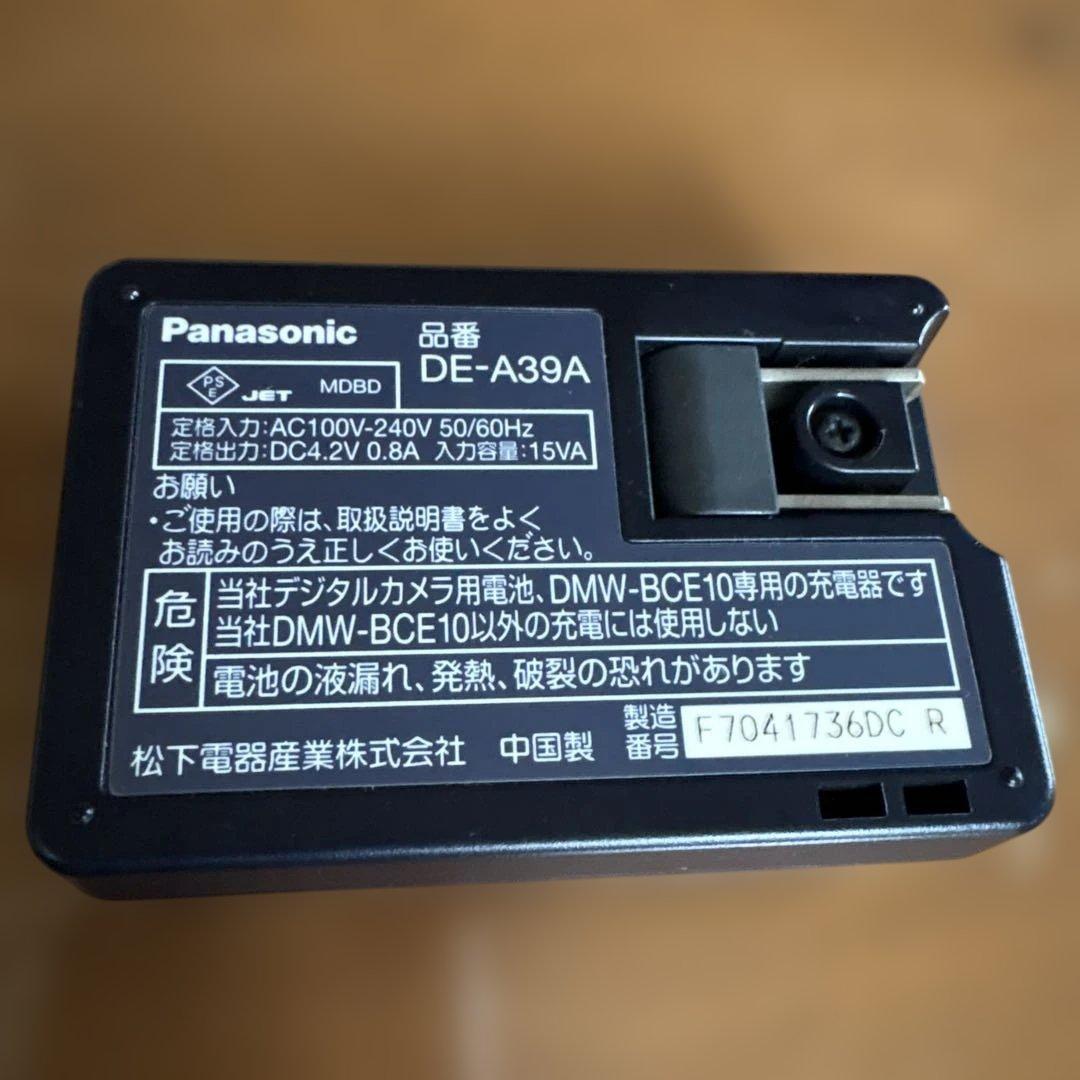 Panasonic 品番
DE-A39A
PS
E
JET MDBD
定格入力:AC100V-240V 50/60Hz
定格出力:DC4.2V 0.8A 入力容量:15VA
お願い
・ご使用の際は、取扱説明書をよく
お読みのうえ正しくお使いください。
危険
当社デジタルカメラ用電池、DMW-BCE10専用の充電器です
当社DMW-BCE10以外の充電には使用しない
電池の液漏れ、発熱、破裂の恐れがあります
松下電器産業株式会社 中国製 製造番号 F7041736DC R